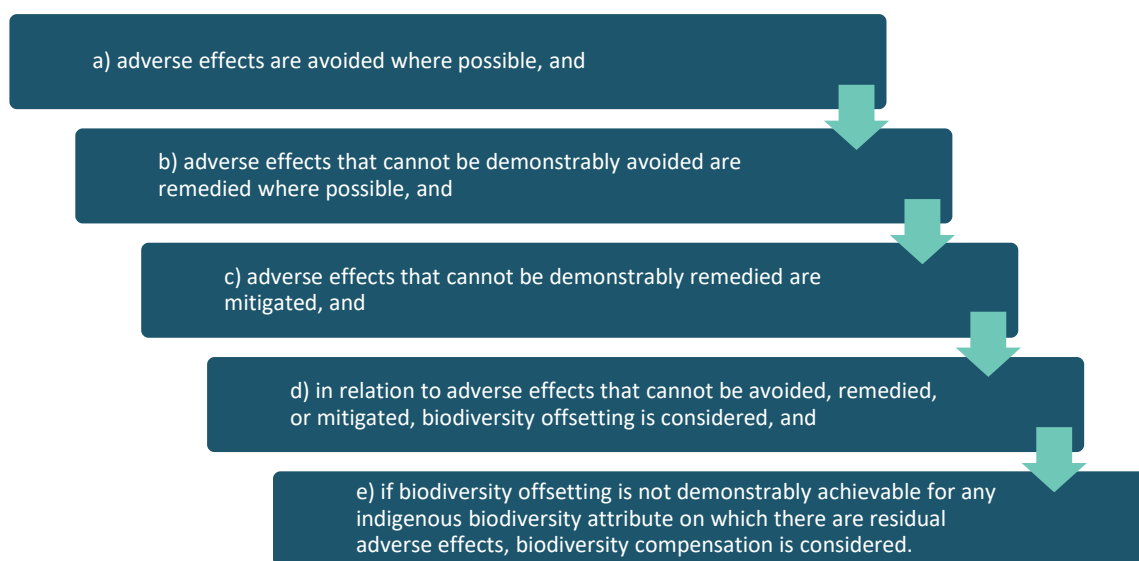 a) adverse effects are avoided where possible, and
b) adverse effects that cannot be demonstrably avoided are
remedied where possible, and
c) adverse effects that cannot be demonstrably remedied are
mitigated, and
d) in relation to adverse effects that cannot be avoided, remedied,
or mitigated, biodiversity offsetting is considered, and
e) if biodiversity offsetting is not demonstrably achievable for any
indigenous biodiversity attribute on which there are residual
adverse effects, biodiversity compensation is considered.